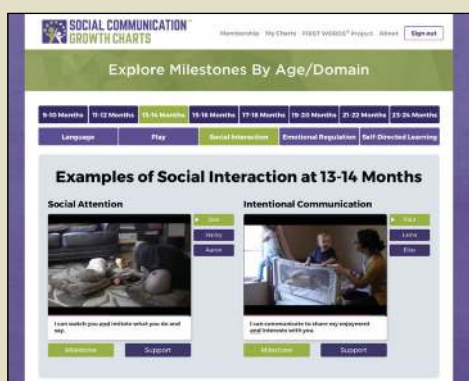 SOCIAL COMMUNICATION™
GROWTH CHARTS
Membership My Charts FIRST WORDS® Project About Sign out
Explore Milestones By Age/Domain
9-10 Months 11-12 Months 13-14 Months 15-16 Months 17-18 Months 19-20 Months 21-22 Months 23-24 Months
Language Play Social Interaction Emotional Regulation Self-Directed Learning
Examples of Social Interaction at 13-14 Months
Social Attention
Henry
Aaron
I can watch you and imitate what you do and
say.
Milestone Support
Intentional Communication
Paul
I can communicate to share my enjoyment
and interests with you.
Milestone Support